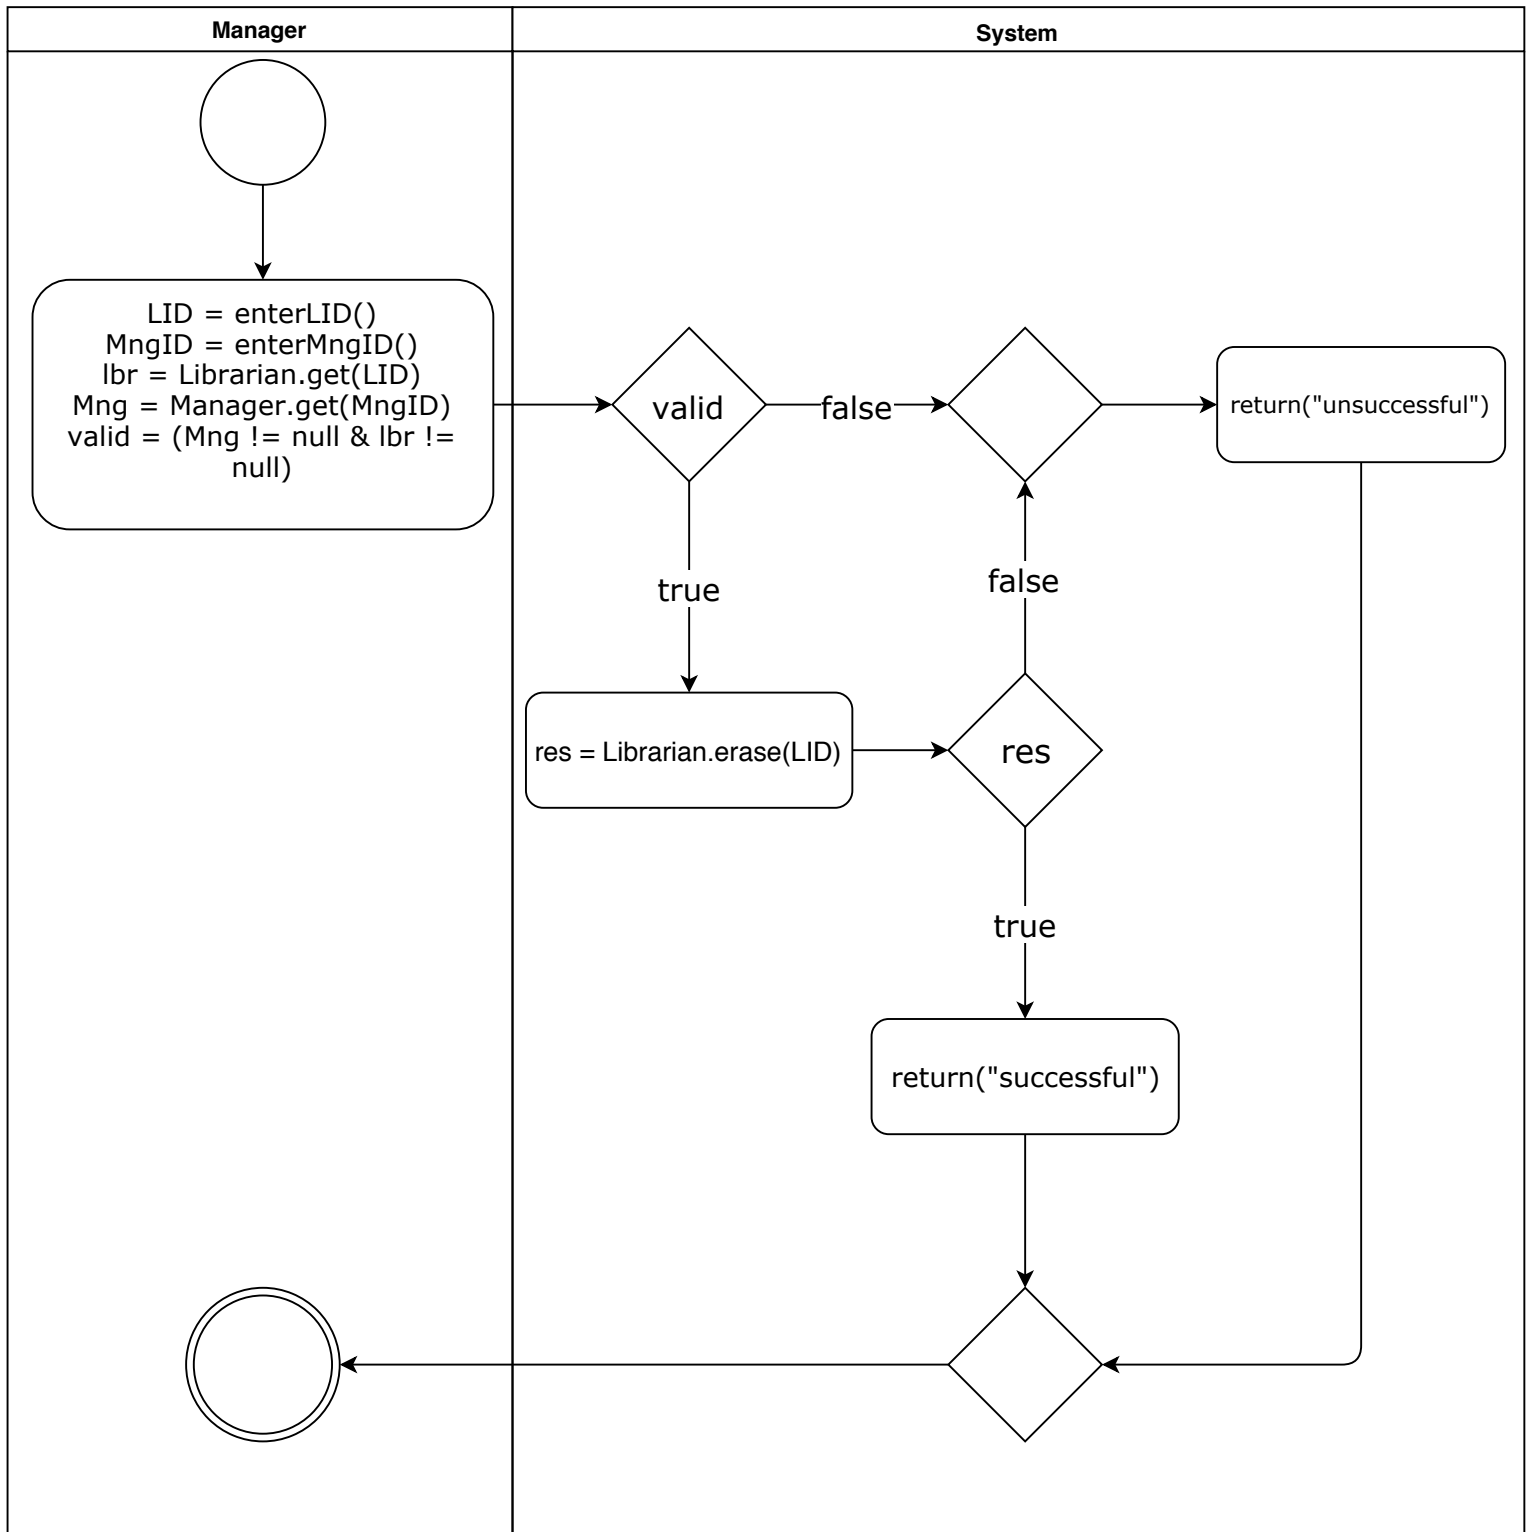 Manager
System
LID = enterLID()
MngID = enterMngID()
lbr = Librarian.get(LID)
Mng = Manager.get(MngID)
valid = (Mng != null & lbr !=
null)
valid
false
return("unsuccessful")
true
false
res = Librarian.erase(LID)
res
true
return("successful")